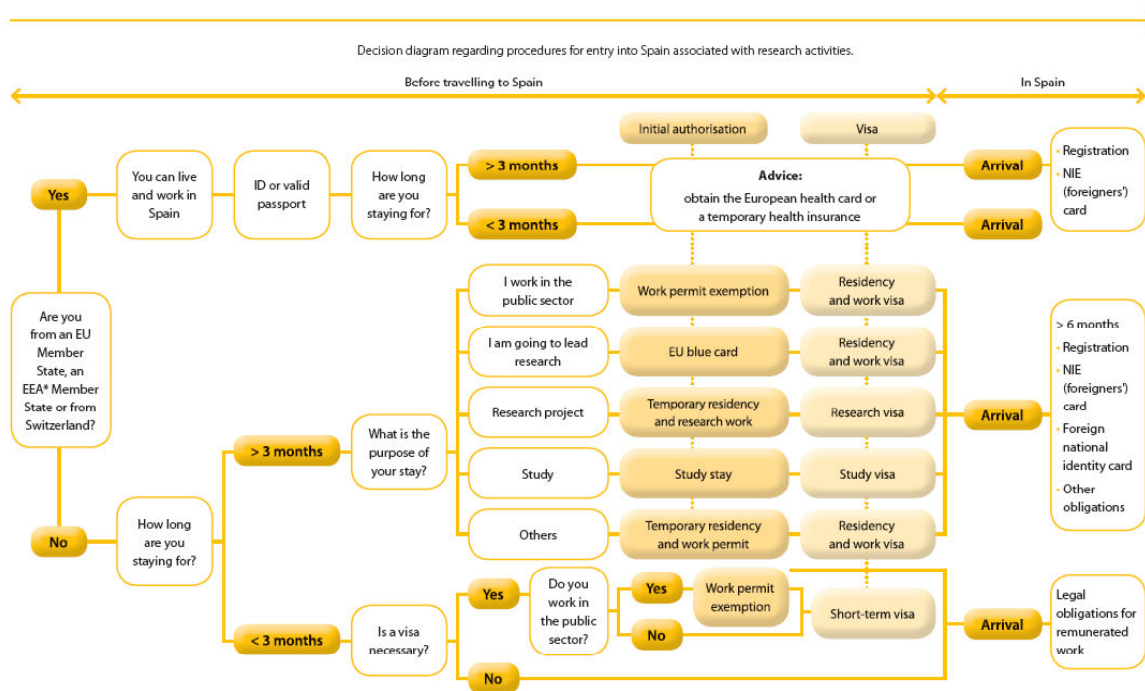 Decision diagram regarding procedures for entry into Spain associated with research activities.
Before travelling to Spain
In Spain
Initial authorisation
Visa
Yes
You can live
and work in
Spain
ID or valid
passport
How long
are you
staying for?
> 3 months
< 3 months
Advice:
obtain the European health card or
a temporary health insurance
Arrival
Arrival
• Registration
• NIE
(foreigners')
card
Are you
from an EU
Member
State, an
EEA* Member
State or from
Switzerland?
No
How long
are you
staying for?
> 3 months
What is the
purpose of
your stay?
I work in the
public sector
Work permit exemption
Residency
and work visa
I am going to lead
research
EU blue card
Residency
and work visa
Research project
Temporary residency
and research work
Research visa
Study
Study stay
Study visa
Others
Temporary residency
and work permit
Residency
and work visa
Arrival
> 6 months
• Registration
• NIE
(foreigners')
card
• Foreign
national
identity card
• Other
obligations
< 3 months
Is a visa
necessary?
Yes
Do you
work in
the public
sector?
Yes
Work permit
exemption
No
Short-term visa
No
Arrival
Legal
obligations for
remunerated
work